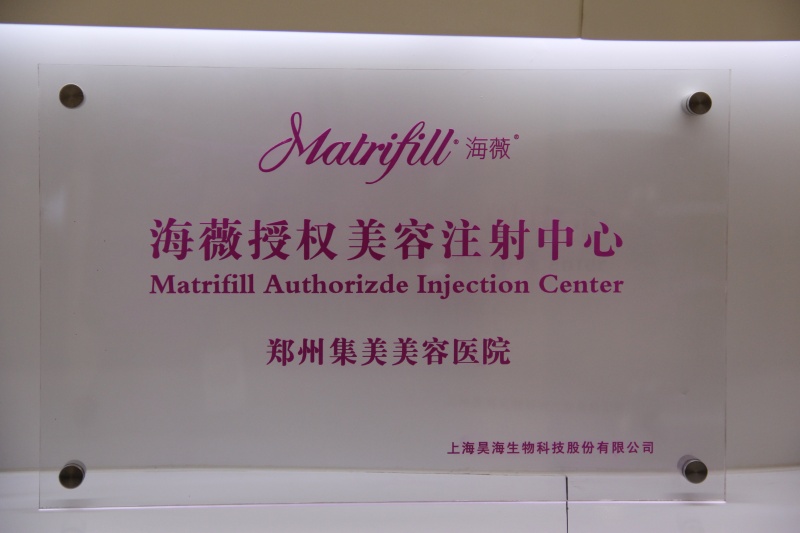 Matrifill® 海薇®
海薇授权美容注射中心
Matrifill Authorizde Injection Center
郑州集美美容医院
上海昊海生物科技股份有限公司